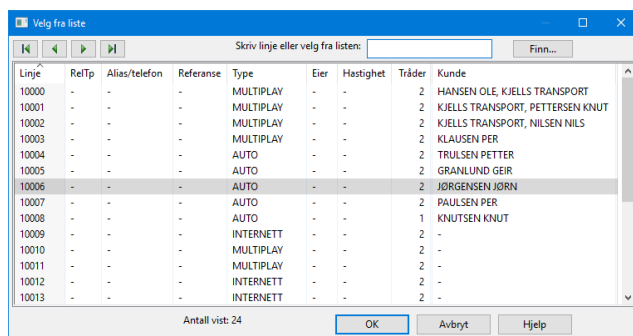 Velg fra liste
Skriv linje eller velg fra listen: Finn...
Linje RelTp Alias/telefon Referanse Type Eier Hastighet Tråder Kunde
10000 - - - MULTIPLAY - - 2 HANSEN OLE, KJELLS TRANSPORT
10001 - - - MULTIPLAY - - 2 KJELLS TRANSPORT, PETTERSEN KNUT
10002 - - - MULTIPLAY - - 2 KJELLS TRANSPORT, NILSEN NILS
10003 - - - MULTIPLAY - - 2 KLAUSEN PER
10004 - - - AUTO - - 2 TRULSEN PETTER
10005 - - - AUTO - - 2 GRANLUND GEIR
10006 - - - AUTO - - 2 JØRGENSEN JØRN
10007 - - - AUTO - - 2 PAULSEN PER
10008 - - - AUTO - - 1 KNUTSEN KNUT
10009 - - - INTERNETT - - 2 -
10010 - - - MULTIPLAY - - 2 -
10011 - - - MULTIPLAY - - 2 -
10012 - - - INTERNETT - - 2 -
10013 - - - INTERNETT - - 2 -
Antall vist: 24 OK Avbryt Hjelp